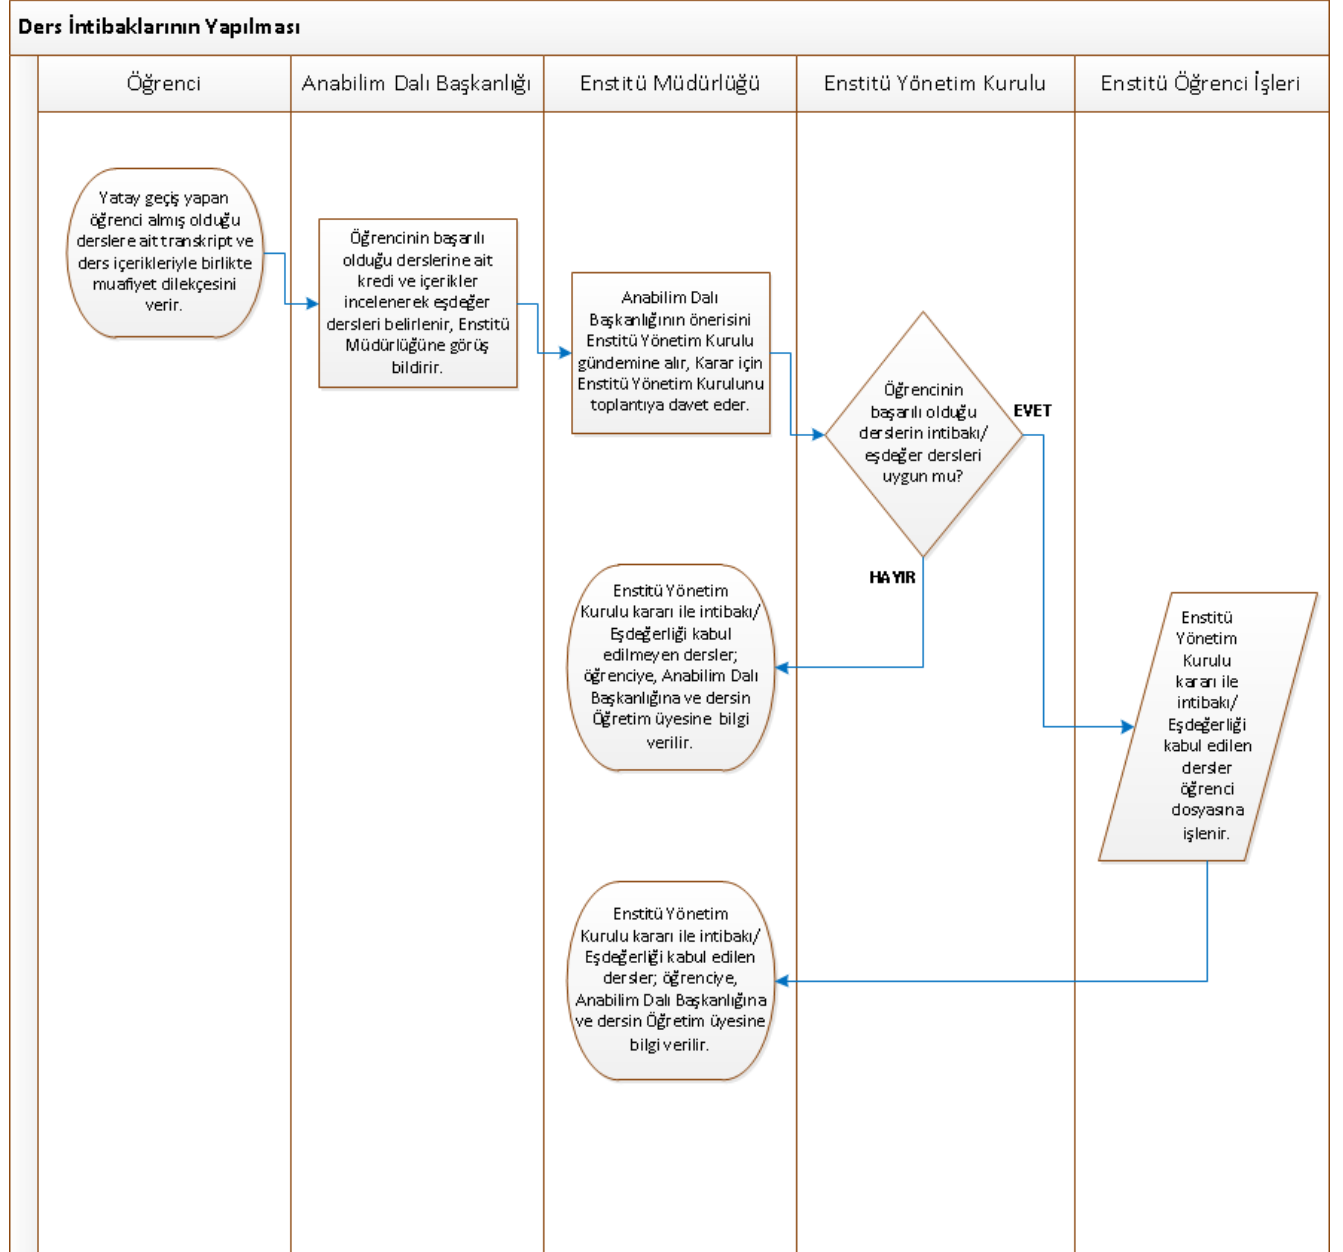 Ders İntibaklarının Yapılması
Öğrenci
Anabilim Dalı Başkanlığı
Enstitü Müdürlüğü
Enstitü Yönetim Kurulu
Enstitü Öğrenci İşleri
Yatay geçiş yapan
öğrenci almış olduğu
derslere ait transkript ve
ders içerikleriyle birlikte
muafiyet dilekçesini
verir.
Öğrencinin başarılı
olduğu derslerine ait
kredi ve içerikler
incelenerek eşdeğer
dersleri belirlenir, Enstitü
Müdürlüğüne görüş
bildirir.
Anabilim Dalı
Başkanlığının önerisini
Enstitü Yönetim Kurulu
gündemine alır, Karar için
Enstitü Yönetim Kurulunu
toplantıya davet eder.
Öğrencinin
başarılı olduğu
derslerin intibakı/
eşdeğer dersleri
uygun mu?
EVET
HAYIR
Enstitü Yönetim
Kurulu kararı ile intibakı/
Eşdeğerliği kabul
edilmeyen dersler;
öğrenciye, Anabilim Dalı
Başkanlığına ve dersin
Öğretim üyesine bilgi
verilir.
Enstitü
Yönetim
Kurulu
kararı ile
intibakı/
Eşdeğerliği
kabul edilen
dersler
öğrenci
dosyasına
işlenir.
Enstitü Yönetim
Kurulu kararı ile intibakı/
Eşdeğerliği kabul edilen
dersler; öğrenciye,
Anabilim Dalı Başkanlığına
ve dersin Öğretim üyesine
bilgi verilir.